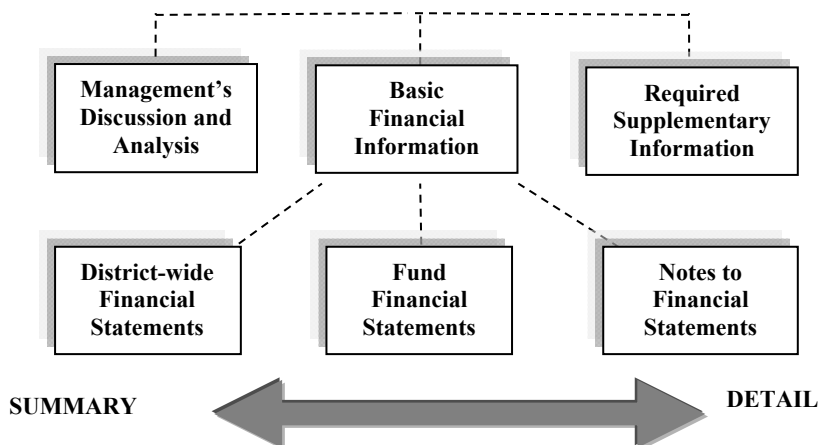 Management’s
Discussion and
Analysis
Basic
Financial
Information
Required
Supplementary
Information
District-wide
Financial
Statements
Fund
Financial
Statements
Notes to
Financial
Statements
SUMMARY
DETAIL